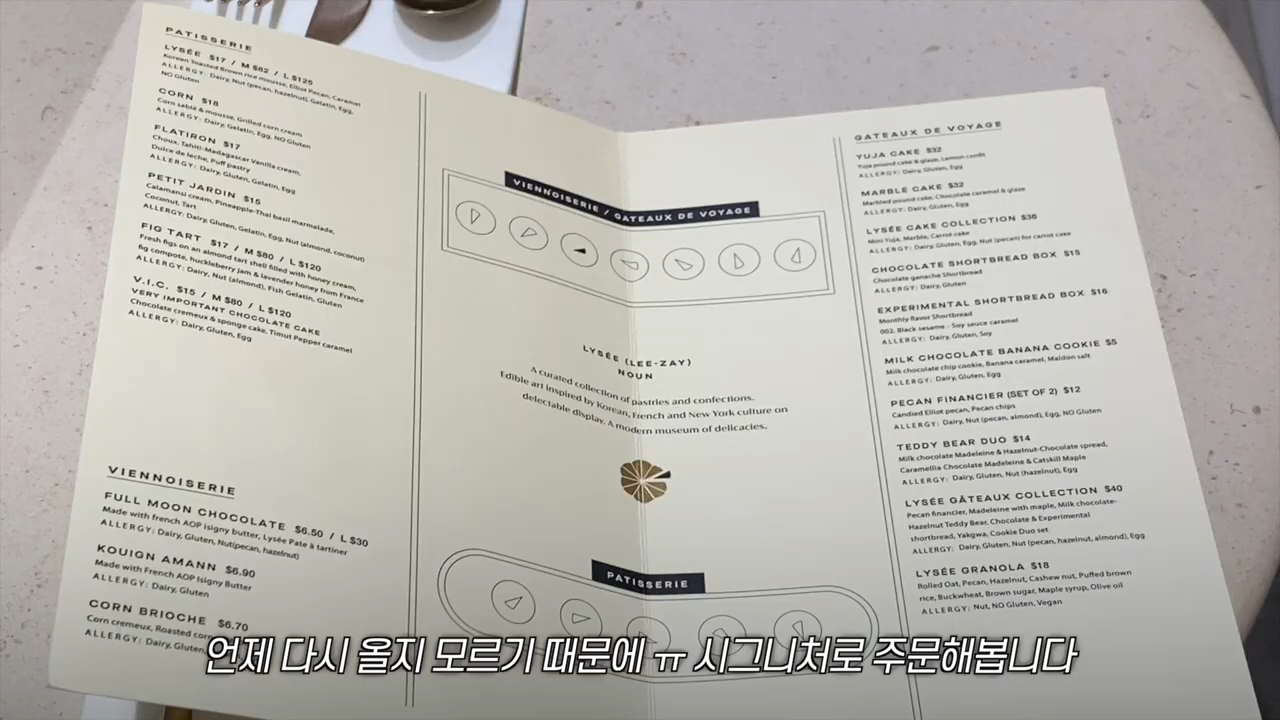 PATISSERIE
LYSÉE $17 / M $82 / L $125
Korean Toasted Brown rice mousse, Elliot Pecan, Caramel
ALLERGY: Dairy, Nut (pecan, hazelnut), Gelatin, Egg,
NO Gluten
CORN $18
Corn sablé & mousse, Grilled corn cream
ALLERGY: Dairy, Gelatin, Egg, NO Gluten
FLATIRON $17
Choux, Tahiti-Madagascar Vanilla cream,
Dulce de leche, Puff pastry
ALLERGY: Dairy, Gluten, Gelatin, Egg
PETIT JARDIN $15
Calamansi cream, Pineapple-Thai basil marmalade,
Coconut, Tart
ALLERGY: Dairy, Gluten, Gelatin, Egg, Nut (almond, coconut)
FIG TART $17 / M $80 / L $120
Fresh figs on an almond tart shell filled with honey cream,
fig compote, huckleberry jam & lavender honey from France
ALLERGY: Dairy, Nut (almond), Fish Gelatin, Gluten
V.I.C. $15 / M $80 / L $120
VERY IMPORTANT CHOCOLATE CAKE
Chocolate cremeux & sponge cake, Timut Pepper caramel
ALLERGY: Dairy, Gluten, Egg
VIENNOISERIE
FULL MOON CHOCOLATE $6.50 / L $30
Made with french AOP isigny butter, Lysée Pate à tartiner
ALLERGY: Dairy, Gluten, Nut(pecan, hazelnut)
KOUIGN AMANN $6.90
Made with French AOP Isigny Butter
ALLERGY: Dairy, Gluten
CORN BRIOCHE $6.70
Corn cremeux, Roasted corn
ALLERGY: Dairy, Gluten,
VIENNOISERIE / GATEAUX DE VOYAGE
LYSÉE (LEE-ZAY)
NOUN
A curated collection of pastries and confections.
Edible art inspired by Korean, French and New York culture on
delectable display. A modern museum of delicacies.
PATISSERIE
GATEAUX DE VOYAGE
YUJA CAKE $32
Yuja pound cake & glaze, Lemon confit
ALLERGY: Dairy, Gluten, Egg
MARBLE CAKE $32
Marbled pound cake, Chocolate caramel & glaze
ALLERGY: Dairy, Gluten, Egg
LYSÉE CAKE COLLECTION $36
Mini Yuja, Marble, Carrot cake
ALLERGY: Dairy, Gluten, Egg, Nut (pecan) for carrot cake
CHOCOLATE SHORTBREAD BOX $15
Chocolate ganache Shortbread
ALLERGY: Dairy, Gluten
EXPERIMENTAL SHORTBREAD BOX $16
Monthly flavor Shortbread
002. Black sesame - Soy sauce caramel
ALLERGY: Dairy, Gluten, Soy
MILK CHOCOLATE BANANA COOKIE $5
Milk chocolate chip cookie, Banana caramel, Maldon salt
ALLERGY: Dairy, Gluten, Egg
PECAN FINANCIER (SET OF 2) $12
Candied Elliot pecan, Pecan chips
ALLERGY: Dairy, Nut (pecan, almond), Egg, NO Gluten
TEDDY BEAR DUO $14
Milk chocolate Madeleine & Hazelnut-Chocolate spread,
Caramellia Chocolate Madeleine & Catskill Maple
ALLERGY: Dairy, Gluten, Nut (hazelnut), Egg
LYSÉE GÂTEAUX COLLECTION $40
Pecan financier, Madeleine with maple, Milk chocolate-
Hazelnut Teddy Bear, Chocolate & Experimental
shortbread, Yakgwa, Cookie Duo set
ALLERGY: Dairy, Gluten, Nut (pecan, hazelnut, almond), Egg
LYSÉE GRANOLA $18
Rolled Oat, Pecan, Hazelnut, Cashew nut, Puffed brown
rice, Buckwheat, Brown sugar, Maple syrup, Olive oil
ALLERGY: Nut, NO Gluten, Vegan
언제 다시 올지 모르기 때문에 ㅠ 시그니처로 주문해봅니다